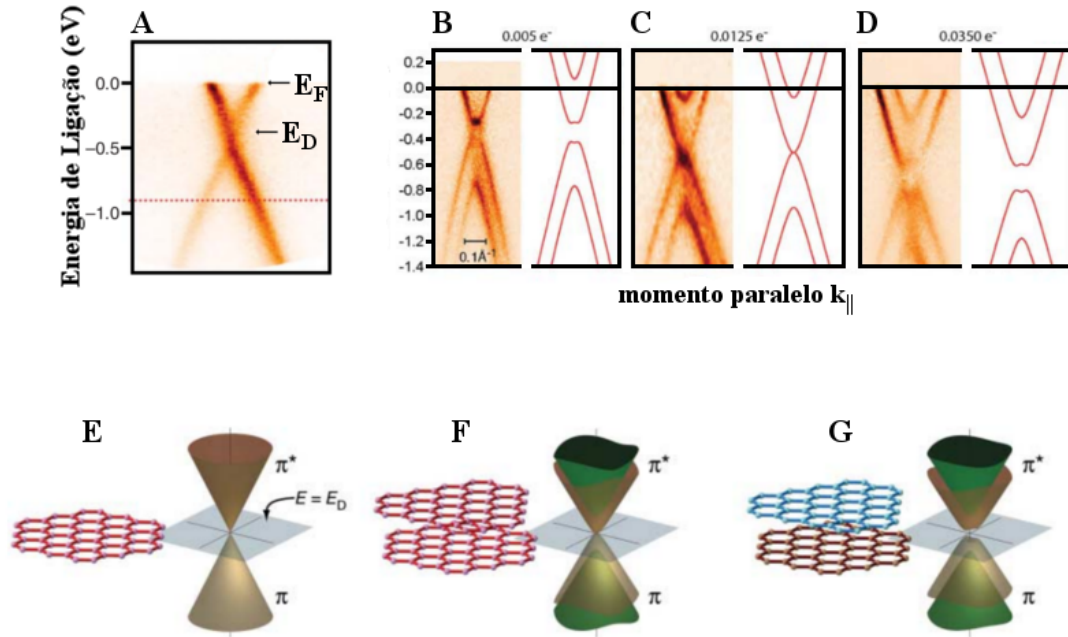 A
B
C
D
0.005 e⁻
0.0125 e⁻
0.0350 e⁻
Energia de Ligação (eV)
0.0
−0.5
−1.0
E_F
E_D
0.2
0.0
-0.2
-0.4
-0.6
-0.8
-1.0
-1.2
-1.4
0.1Å⁻¹
momento paralelo k_||
E
F
G
π*
π*
π*
E = E_D
π
π
π